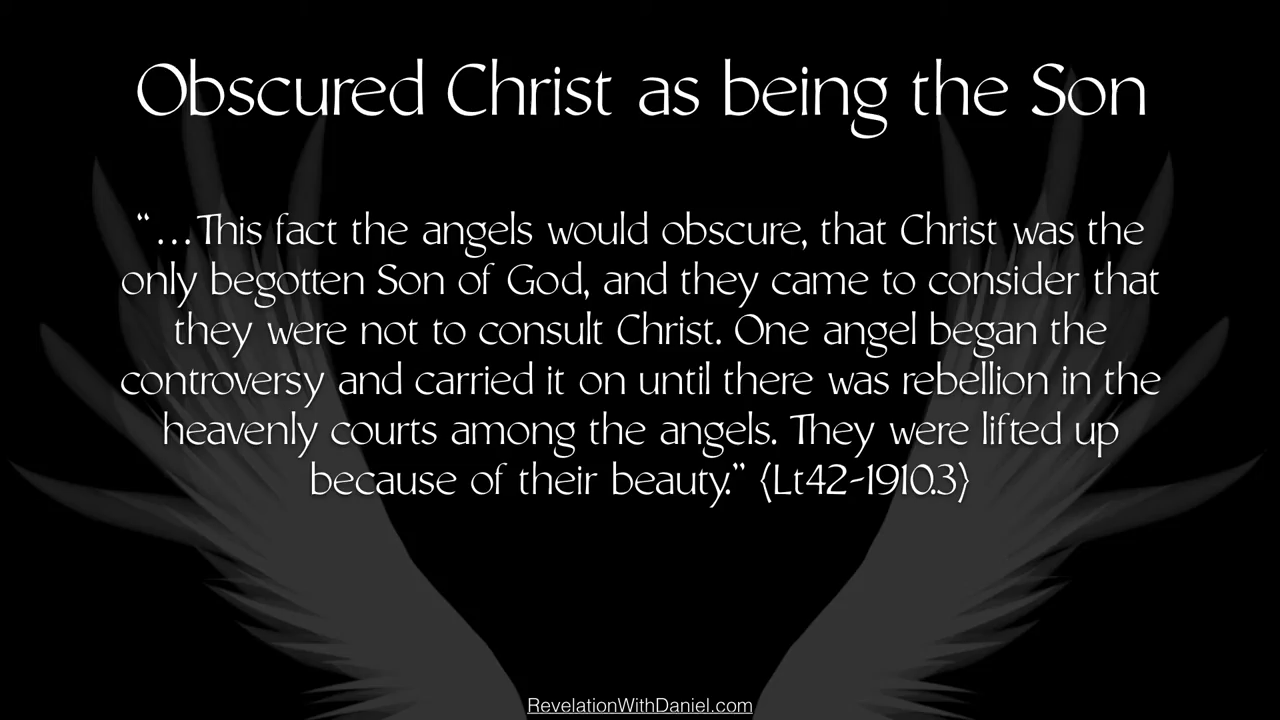 Obscured Christ as being the Son
“…This fact the angels would obscure, that Christ was the
only begotten Son of God, and they came to consider that
they were not to consult Christ. One angel began the
controversy and carried it on until there was rebellion in the
heavenly courts among the angels. They were lifted up
because of their beauty.” {Lt42-1910.3}
RevelationWithDaniel.com